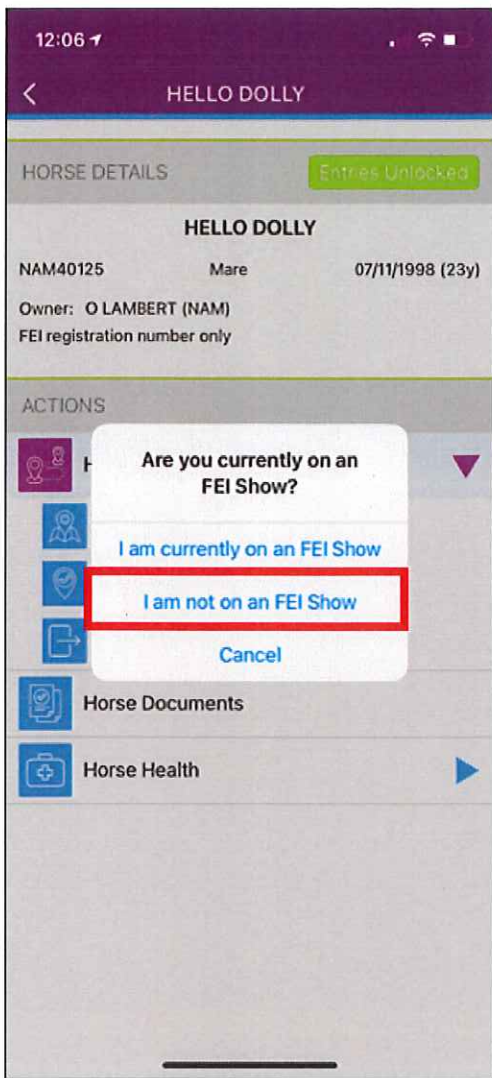 12:06
HELLO DOLLY
HORSE DETAILS
Entries Unlocked
HELLO DOLLY
NAM40125 Mare 07/11/1998 (23y)
Owner: O LAMBERT (NAM)
FEI registration number only
ACTIONS
H
Are you currently on an
FEI Show?
I am currently on an FEI Show
I am not on an FEI Show
Cancel
Horse Documents
Horse Health